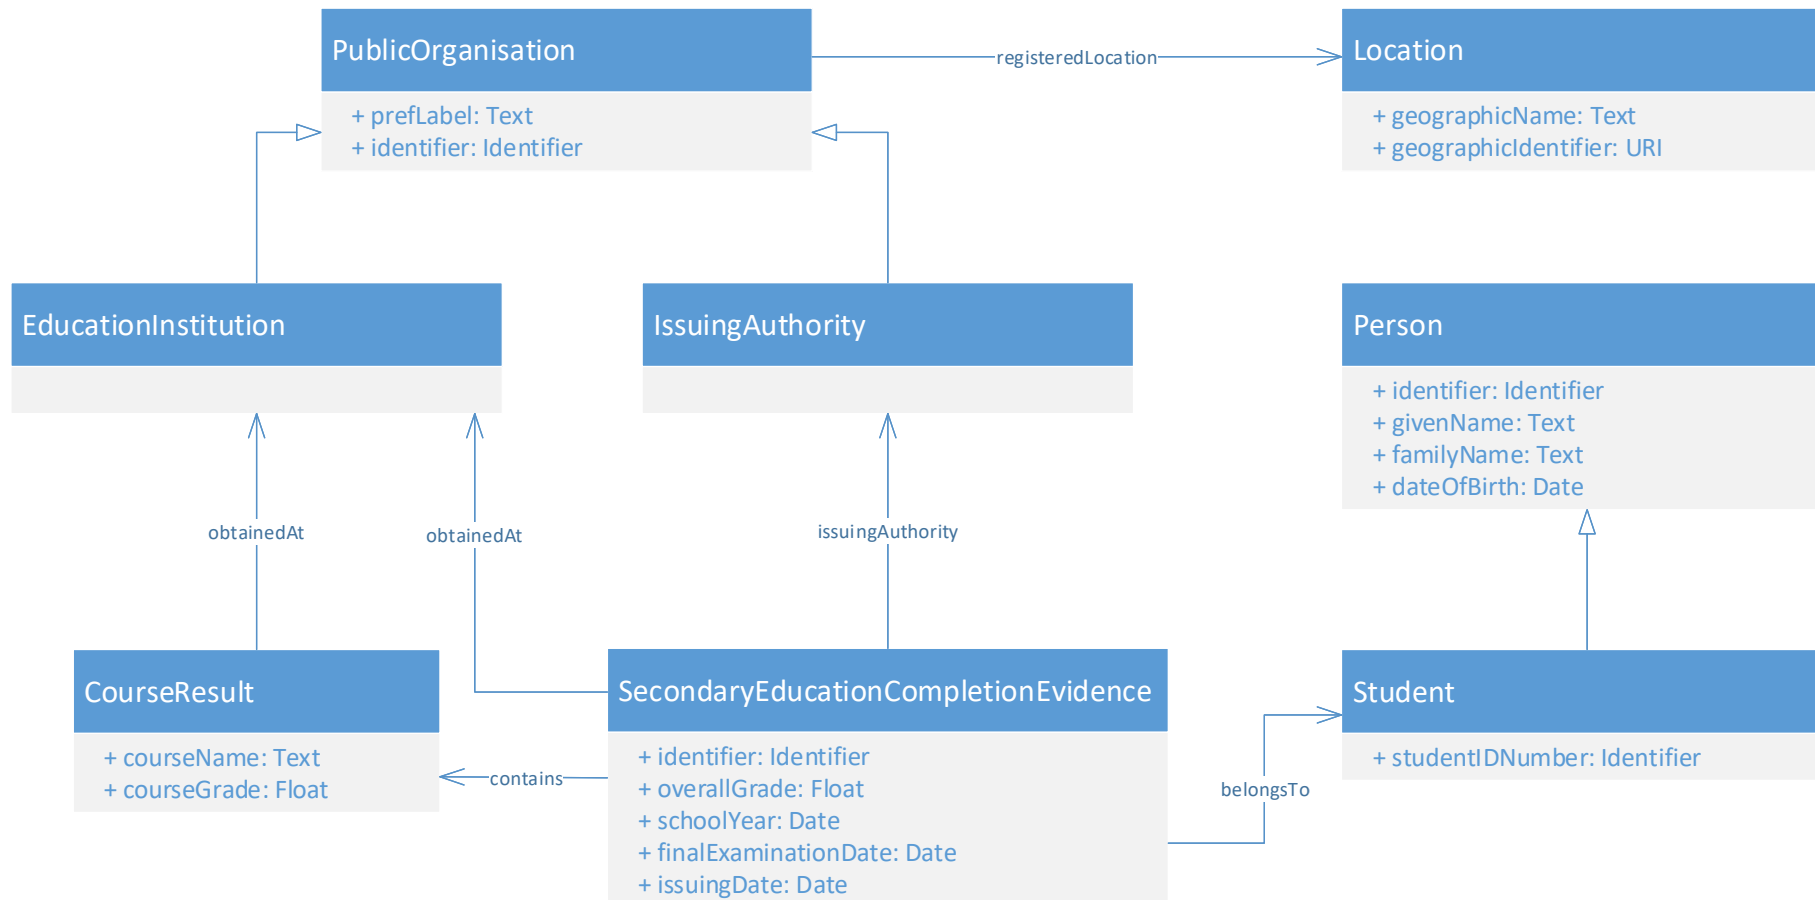 PublicOrganisation
+ prefLabel: Text
+ identifier: Identifier
registeredLocation
Location
+ geographicName: Text
+ geographicIdentifier: URI
EducationInstitution
IssuingAuthority
Person
+ identifier: Identifier
+ givenName: Text
+ familyName: Text
+ dateOfBirth: Date
obtainedAt
obtainedAt
issuingAuthority
CourseResult
+ courseName: Text
+ courseGrade: Float
contains
SecondaryEducationCompletionEvidence
+ identifier: Identifier
+ overallGrade: Float
+ schoolYear: Date
+ finalExaminationDate: Date
+ issuingDate: Date
belongsTo
Student
+ studentIDNumber: Identifier